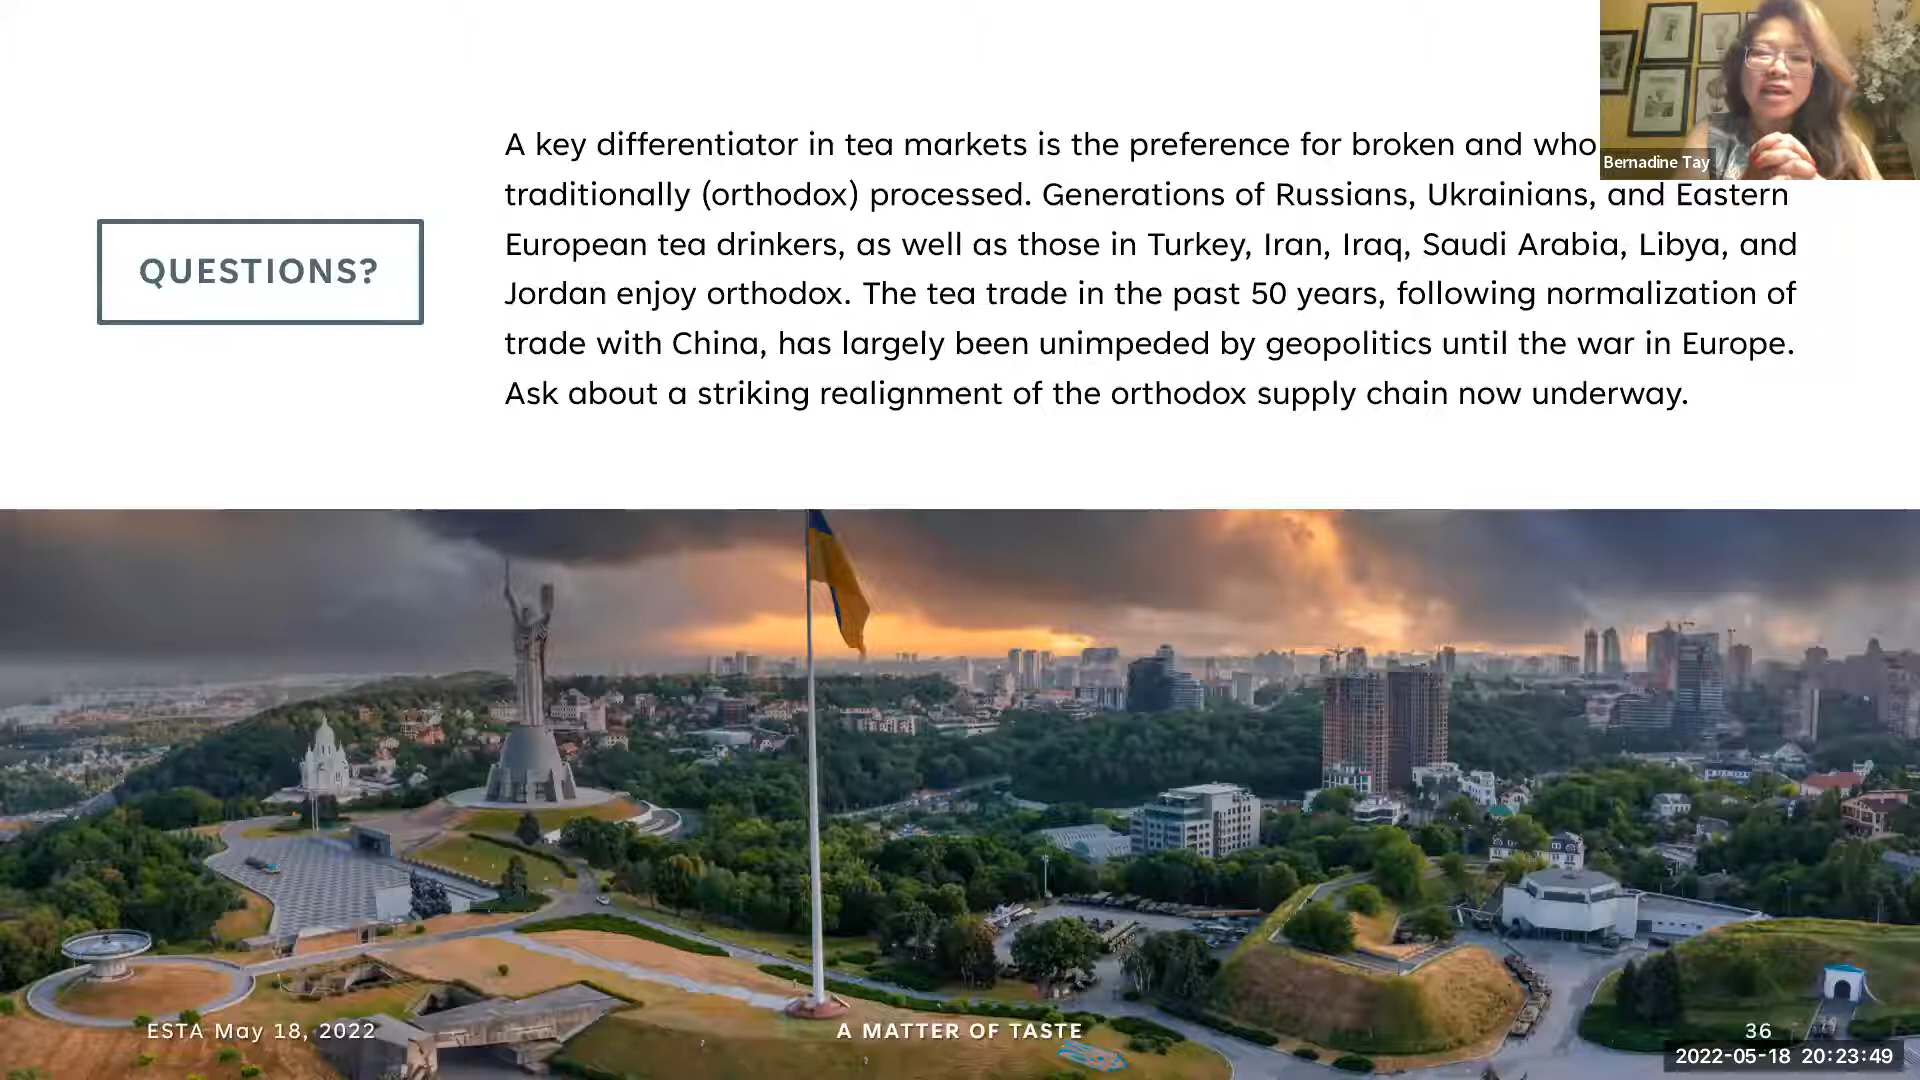 A key differentiator in tea markets is the preference for broken and who
Bernadine Tay
traditionally (orthodox) processed. Generations of Russians, Ukrainians, and Eastern
QUESTIONS?
European tea drinkers, as well as those in Turkey, Iran, Iraq, Saudi Arabia, Libya, and
Jordan enjoy orthodox. The tea trade in the past 50 years, following normalization of
trade with China, has largely been unimpeded by geopolitics until the war in Europe.
Ask about a striking realignment of the orthodox supply chain now underway.
ESTA May 18, 2022
A MATTER OF TASTE
36
2022-05-18 20:23:49